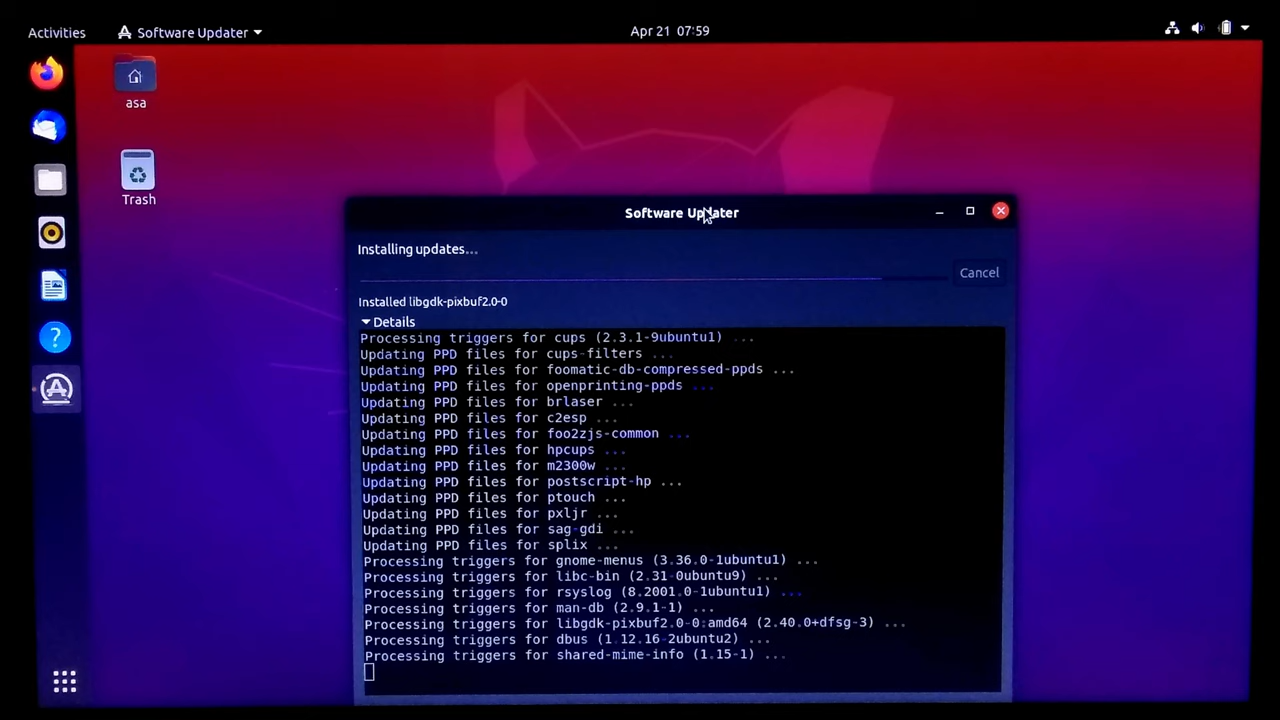 Activities
Software Updater
Apr 21 07:59
asa
Trash
Software Updater
Installing updates...
Cancel
Installed libgdk-pixbuf2.0-0
Details
Processing triggers for cups (2.3.1-9ubuntu1) ...
Updating PPD files for cups-filters ...
Updating PPD files for foomatic-db-compressed-ppds ...
Updating PPD files for openprinting-ppds ...
Updating PPD files for brlaser ...
Updating PPD files for c2esp ...
Updating PPD files for foo2zjs-common ...
Updating PPD files for hpcups ...
Updating PPD files for m2300w ...
Updating PPD files for postscript-hp ...
Updating PPD files for ptouch ...
Updating PPD files for pxljr ...
Updating PPD files for sag-gdi ...
Updating PPD files for splix ...
Processing triggers for gnome-menus (3.36.0-1ubuntu1) ...
Processing triggers for libc-bin (2.31-0ubuntu9) ...
Processing triggers for rsyslog (8.2001.0-1ubuntu1) ...
Processing triggers for man-db (2.9.1-1) ...
Processing triggers for libgdk-pixbuf2.0-0:amd64 (2.40.0+dfsg-3) ...
Processing triggers for dbus (1.12.16-2ubuntu2) ...
Processing triggers for shared-mime-info (1.15-1) ...